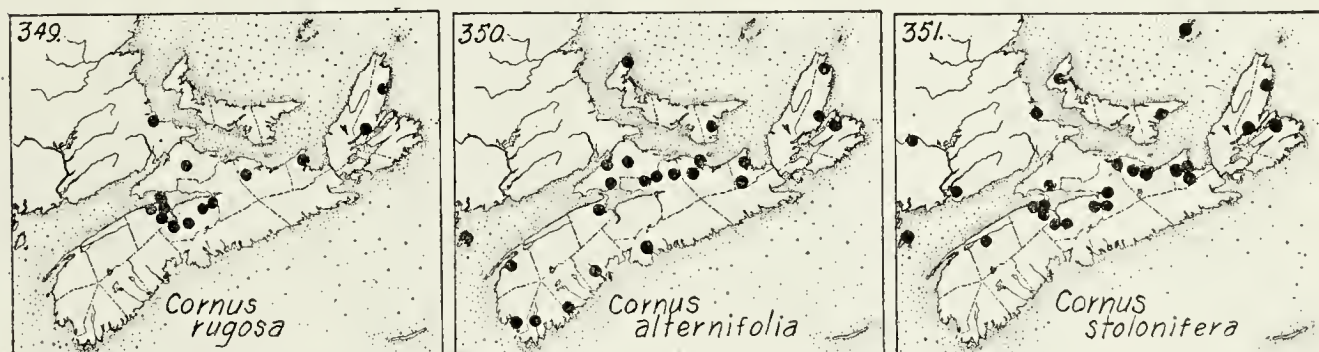 349.
Cornus
rugosa
350.
Cornus
alternifolia
351.
Cornus
stolonifera